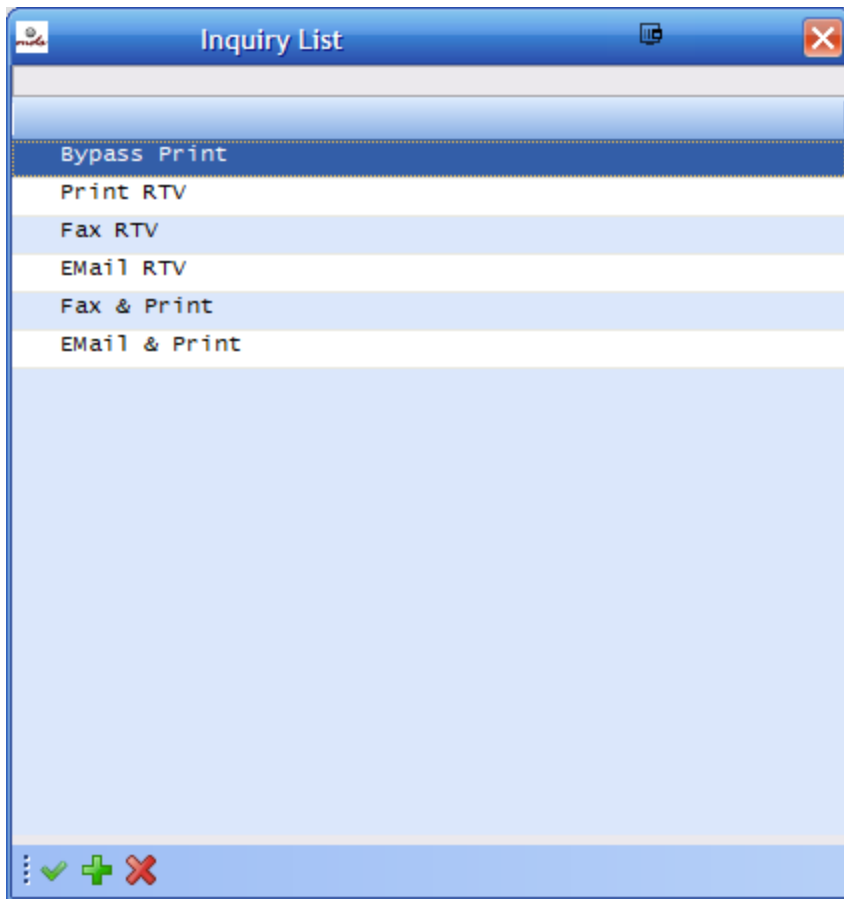 Inquiry List
Bypass Print
Print RTV
Fax RTV
EMail RTV
Fax & Print
EMail & Print